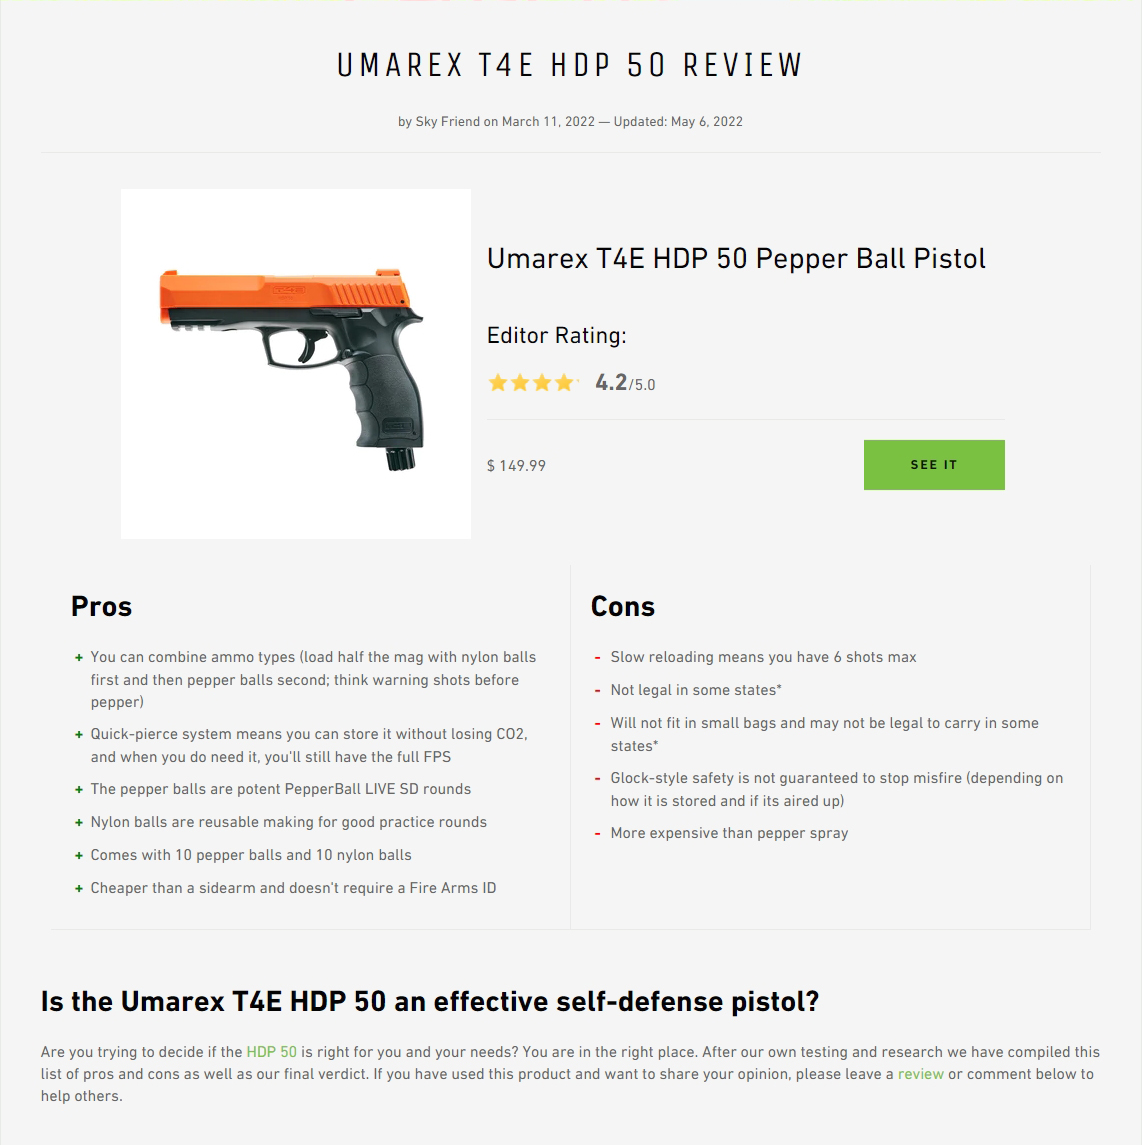 UMAREX T4E HDP 50 REVIEW
by Sky Friend on March 11, 2022 — Updated: May 6, 2022
Umarex T4E HDP 50 Pepper Ball Pistol
Editor Rating:
4.2/5.0
$ 149.99
SEE IT
Pros
+ You can combine ammo types (load half the mag with nylon balls
first and then pepper balls second; think warning shots before
pepper)
+ Quick-pierce system means you can store it without losing CO2,
and when you do need it, you'll still have the full FPS
+ The pepper balls are potent PepperBall LIVE SD rounds
+ Nylon balls are reusable making for good practice rounds
+ Comes with 10 pepper balls and 10 nylon balls
+ Cheaper than a sidearm and doesn't require a Fire Arms ID
Cons
- Slow reloading means you have 6 shots max
- Not legal in some states*
- Will not fit in small bags and may not be legal to carry in some
states*
- Glock-style safety is not guaranteed to stop misfire (depending on
how it is stored and if its aired up)
- More expensive than pepper spray
Is the Umarex T4E HDP 50 an effective self-defense pistol?
Are you trying to decide if the HDP 50 is right for you and your needs? You are in the right place. After our own testing and research we have compiled this
list of pros and cons as well as our final verdict. If you have used this product and want to share your opinion, please leave a review or comment below to
help others.